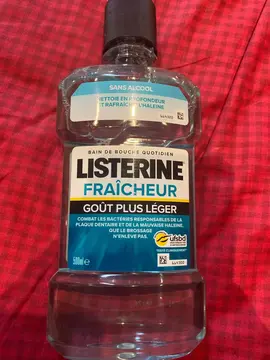 SANS ALCOOL
NETTOIE EN PROFONDEUR
ET RAFRAÎCHIT L'HALEINE
BAIN DE BOUCHE QUOTIDIEN
LISTERINE
FRAÎCHEUR
GOÛT PLUS LÉGER
COMBAT LES BACTÉRIES RESPONSABLES DE LA
PLAQUE DENTAIRE ET DE LA MAUVAISE HALEINE,
QUE LE BROSSAGE
N'ENLÈVE PAS.
ufsbd
500ml e